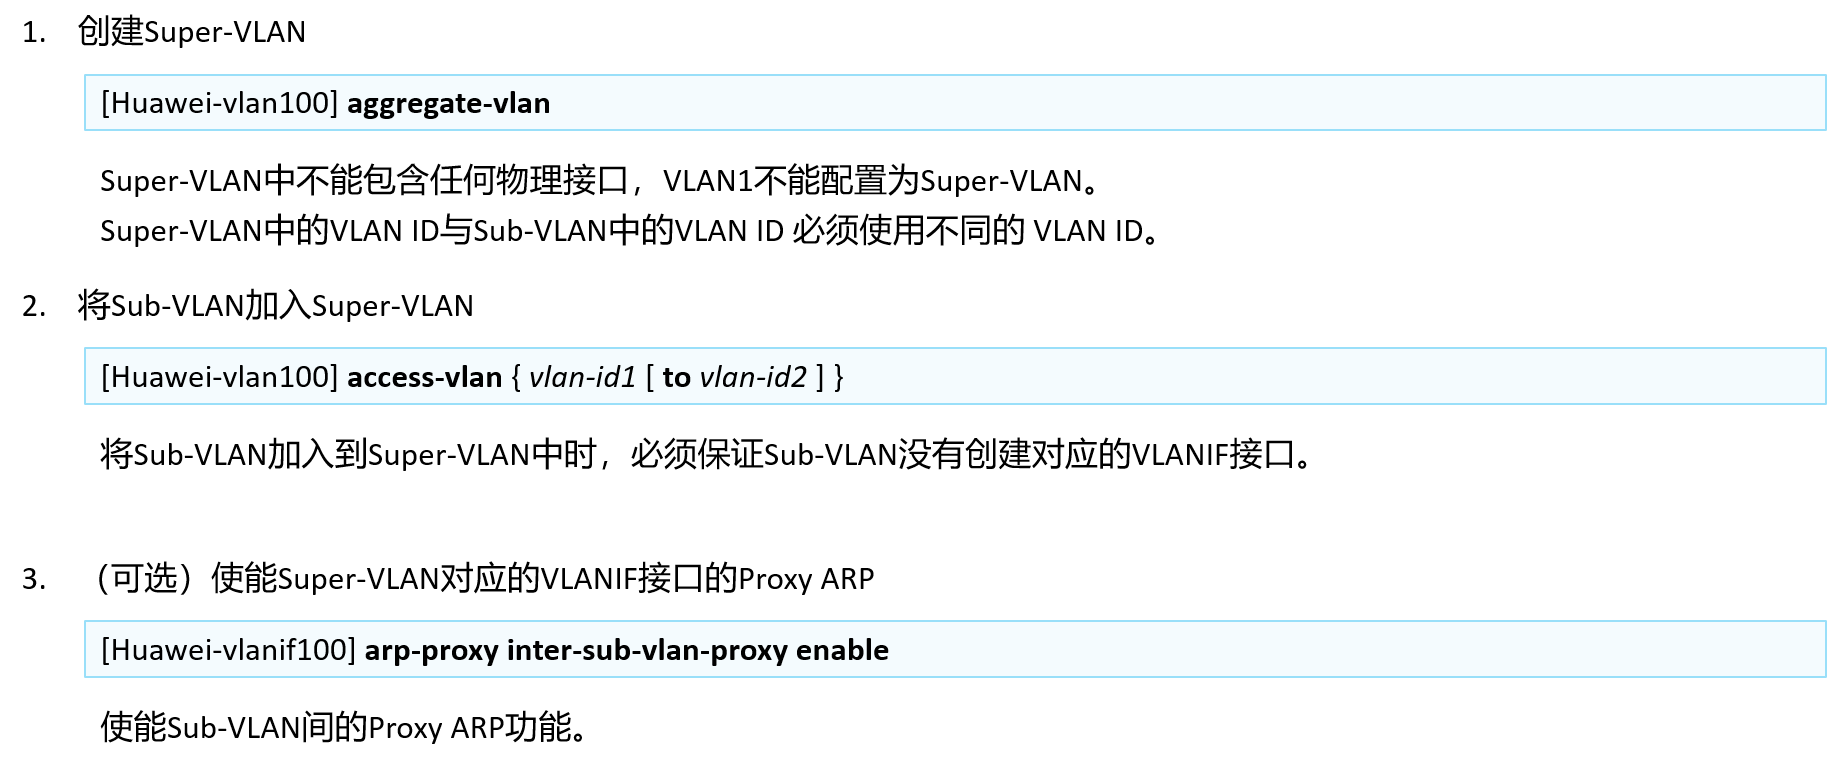 1. 创建Super-VLAN
[Huawei-vlan100] aggregate-vlan
Super-VLAN中不能包含任何物理接口，VLAN1不能配置为Super-VLAN。
Super-VLAN中的VLAN ID与Sub-VLAN中的VLAN ID 必须使用不同的 VLAN ID。
2. 将Sub-VLAN加入Super-VLAN
[Huawei-vlan100] access-vlan { vlan-id1 [ to vlan-id2 ] }
将Sub-VLAN加入到Super-VLAN中时，必须保证Sub-VLAN没有创建对应的VLANIF接口。
3. （可选）使能Super-VLAN对应的VLANIF接口的Proxy ARP
[Huawei-vlanif100] arp-proxy inter-sub-vlan-proxy enable
使能Sub-VLAN间的Proxy ARP功能。